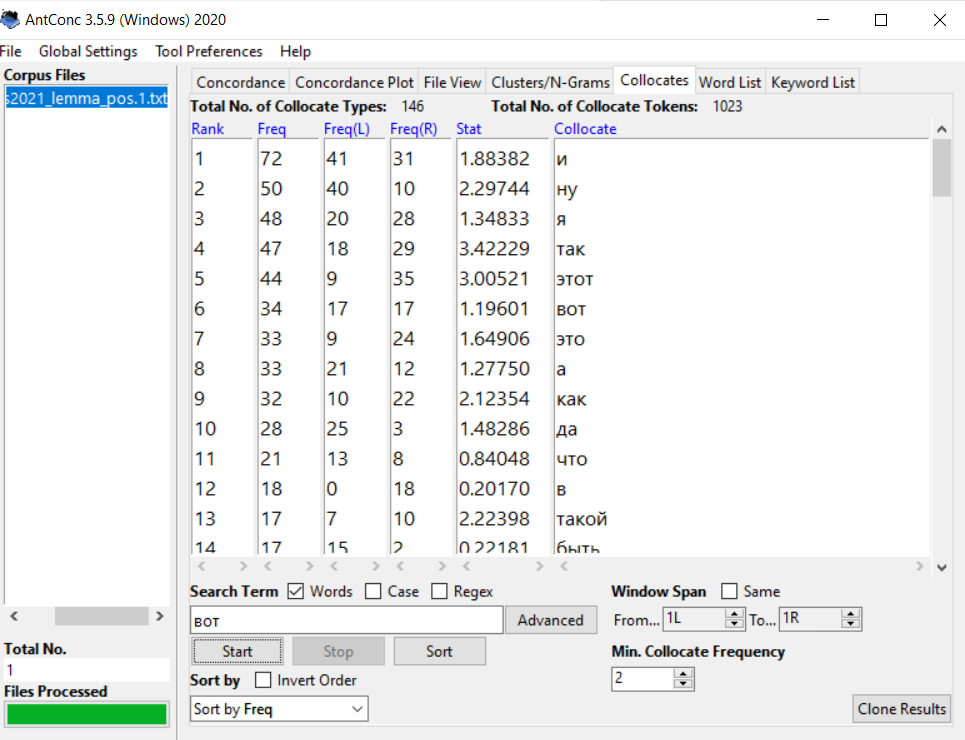 AntConc 3.5.9 (Windows) 2020
File Global Settings Tool Preferences Help
Corpus Files
s2021_lemma_pos.1.txt
Concordance Concordance Plot File View Clusters/N-Grams Collocates Word List Keyword List
Total No. of Collocate Types: 146 Total No. of Collocate Tokens: 1023
Rank Freq Freq(L) Freq(R) Stat Collocate
1 72 41 31 1.88382 и
2 50 40 10 2.29744 ну
3 48 20 28 1.34833 я
4 47 18 29 3.42229 так
5 44 9 35 3.00521 этот
6 34 17 17 1.19601 вот
7 33 9 24 1.64906 это
8 33 21 12 1.27750 а
9 32 10 22 2.12354 как
10 28 25 3 1.48286 да
11 21 13 8 0.84048 что
12 18 0 18 0.20170 в
13 17 7 10 2.22398 такой
14 17 15 2 0.22181 быть
Search Term Words Case Regex
вот Advanced
Start Stop Sort
Sort by Invert Order
Sort by Freq
Window Span Same
From... 1L To... 1R
Min. Collocate Frequency
2
Clone Results
Total No.
1
Files Processed